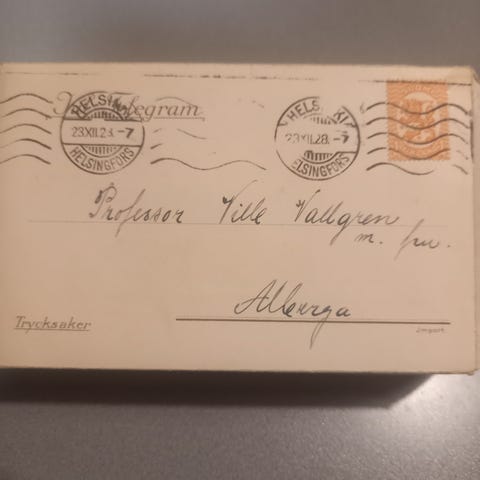 Telegram
HELSINKI
23.XII.28.-7
HELSINGFORS
HELSINKI
23.XII.28.-7
HELSINGFORS
Professor Ville Vallgren
m. fru.
Alberga
Trycksaker